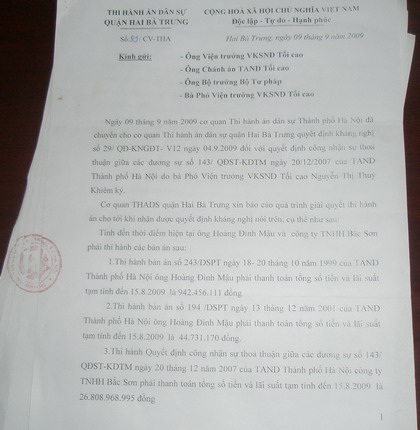 THI HÀNH ÁN DÂN SỰ
QUẬN HAI BÀ TRƯNG
CỘNG HOÀ XÃ HỘI CHỦ NGHĨA VIỆT NAM
Độc lập - Tự do - Hạnh phúc
Số /CV-THA
Hai Bà Trưng, ngày 09 tháng 9 năm 2009
Kính gửi:
- Ông Viện trưởng VKSND Tối cao
- Ông Chánh án TAND Tối cao
- Ông Bộ trưởng Bộ Tư pháp
- Bà Phó Viện trưởng VKSND Tối cao
Ngày 09 tháng 9 năm 2009 cơ quan Thi hành án dân sự Thành phố Hà Nội đã
chuyển cho cơ quan Thi hành án dân sự quận Hai Bà Trưng quyết định kháng nghị
số 29/ QĐ-KNGĐT- V12 ngày 04.9.2009 đối với quyết định công nhận sự thoả
thuận giữa các đương sự số 143/ QĐST-KDTM ngày 20/12/2007 của TAND
Thành phố Hà Nội do bà Phó Viện trưởng VKSND Tối cao Nguyễn Thị Thuỷ
Khiêm ký.
Cơ quan THADS quận Hai Bà Trưng xin báo cáo quá trình giải quyết thi hành
án cho tới khi nhận được quyết định kháng nghị nói trên, cụ thể như sau:
Tính đến thời điểm hiện tại ông Hoàng Đình Mậu và công ty TNHH Bắc Sơn
phải thi hành các bản án sau:
1.Thi hành bản án số 243/DSPT ngày 18- 20 tháng 10 năm 1999 của TAND
Thành phố Hà Nội ông Hoàng Đình Mậu phải thanh toán tổng số tiền và lãi suất
tạm tính đến 15.8.2009 là 942.456.111 đồng
2.Thi hành bản án số 194 /DSPT ngày 13 tháng 12 năm 2001 của TAND
Thành phố Hà Nội ông Hoàng Đình Mậu phải thanh toán tổng số tiền và lãi suất
tạm tính đến 15.8.2009 là 44.731.170 đồng.
3.Thi hành Quyết định công nhận sự thoả thuận giữa các đương sự số 143/
QĐST-KDTM ngày 20 tháng 12 năm 2007 của TAND Thành phố Hà Nội công ty
TNHH Bắc Sơn phải thanh toán tổng số tiền và lãi suất tạm tính đến 15.8.2009 là
26.808.968.995 đồng
1